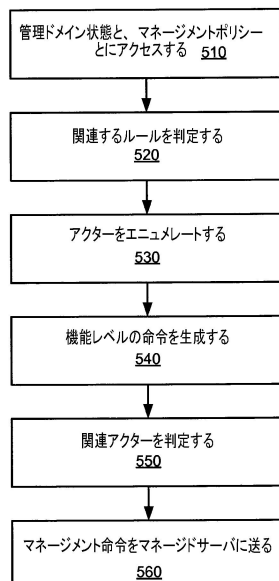 管理ドメイン状態と、マネージメントポリシー
とにアクセスする 510
関連するルールを判定する
520
アクターをエニュメレートする
530
機能レベルの命令を生成する
540
関連アクターを判定する
550
マネージメント命令をマネージドサーバに送る
560